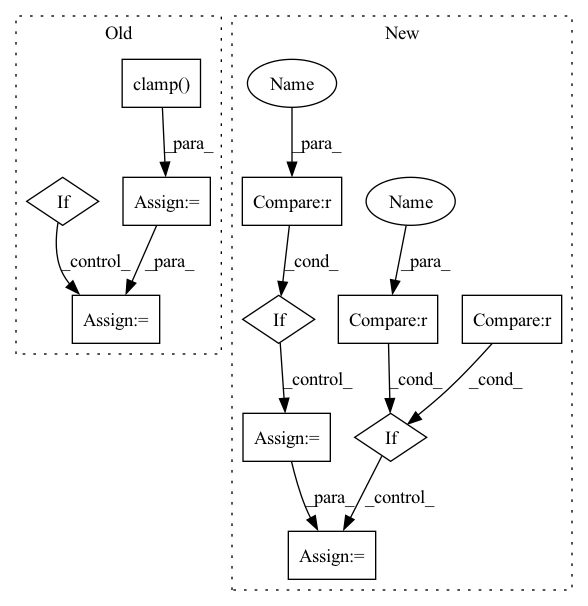 Old
New
clamp()
Name
_para_
_para_
If
Assign:=
Compare:r
Name
_control_
_para_
_cond_
_para_
Assign:=
If
Compare:r
Compare:r
_control_
_cond_
_cond_
Assign:=
If
_para_
_control_
Assign:=